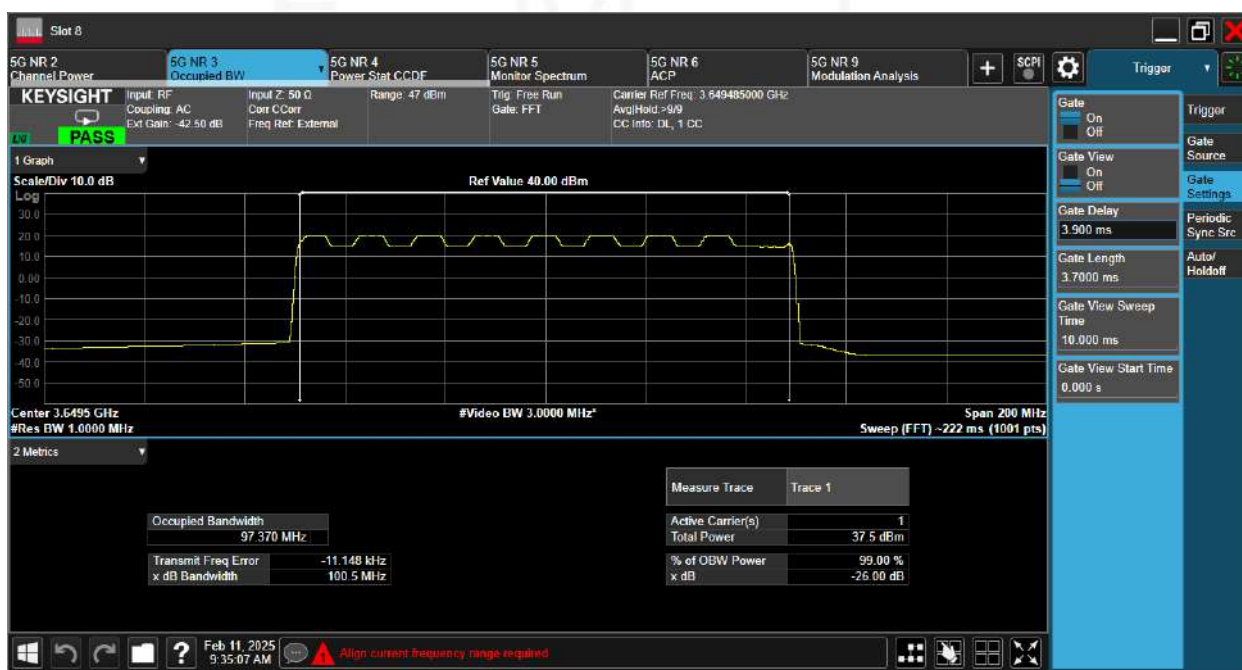 Slot 8
5G NR 2
Channel Power
5G NR 3
Occupied BW
5G NR 4
Power Stat CCDF
5G NR 5
Monitor Spectrum
5G NR 6
ACP
5G NR 9
Modulation Analysis
SCPI
Trigger
KEYSIGHT
LXI
PASS
Input: RF
Coupling: AC
Ext Gain: -42.50 dB
Input Z: 50 Ω
Corr CCorr
Freq Ref: External
Range: 47 dBm
Trig: Free Run
Gate: FFT
Carrier Ref Freq: 3.649485000 GHz
Avg|Hold:>9/9
CC Info: DL, 1 CC
1 Graph
Scale/Div 10.0 dB
Ref Value 40.00 dBm
Log
30.0
20.0
10.0
0.00
-10.0
-20.0
-30.0
-40.0
-50.0
Center 3.6495 GHz
#Video BW 3.0000 MHz*
Span 200 MHz
#Res BW 1.0000 MHz
Sweep (FFT) ~222 ms (1001 pts)
2 Metrics
Measure Trace Trace 1
Occupied Bandwidth
97.370 MHz
Transmit Freq Error -11.148 kHz
x dB Bandwidth 100.5 MHz
Active Carrier(s) 1
Total Power 37.5 dBm
% of OBW Power 99.00 %
x dB -26.00 dB
Gate
On
Off
Gate View
On
Off
Gate Delay
3.900 ms
Gate Length
3.7000 ms
Gate View Sweep
Time
10.000 ms
Gate View Start Time
0.000 s
Trigger
Gate
Source
Gate
Settings
Periodic
Sync Src
Auto/
Holdoff
?
Feb 11, 2025
9:35:07 AM
Align current frequency range required